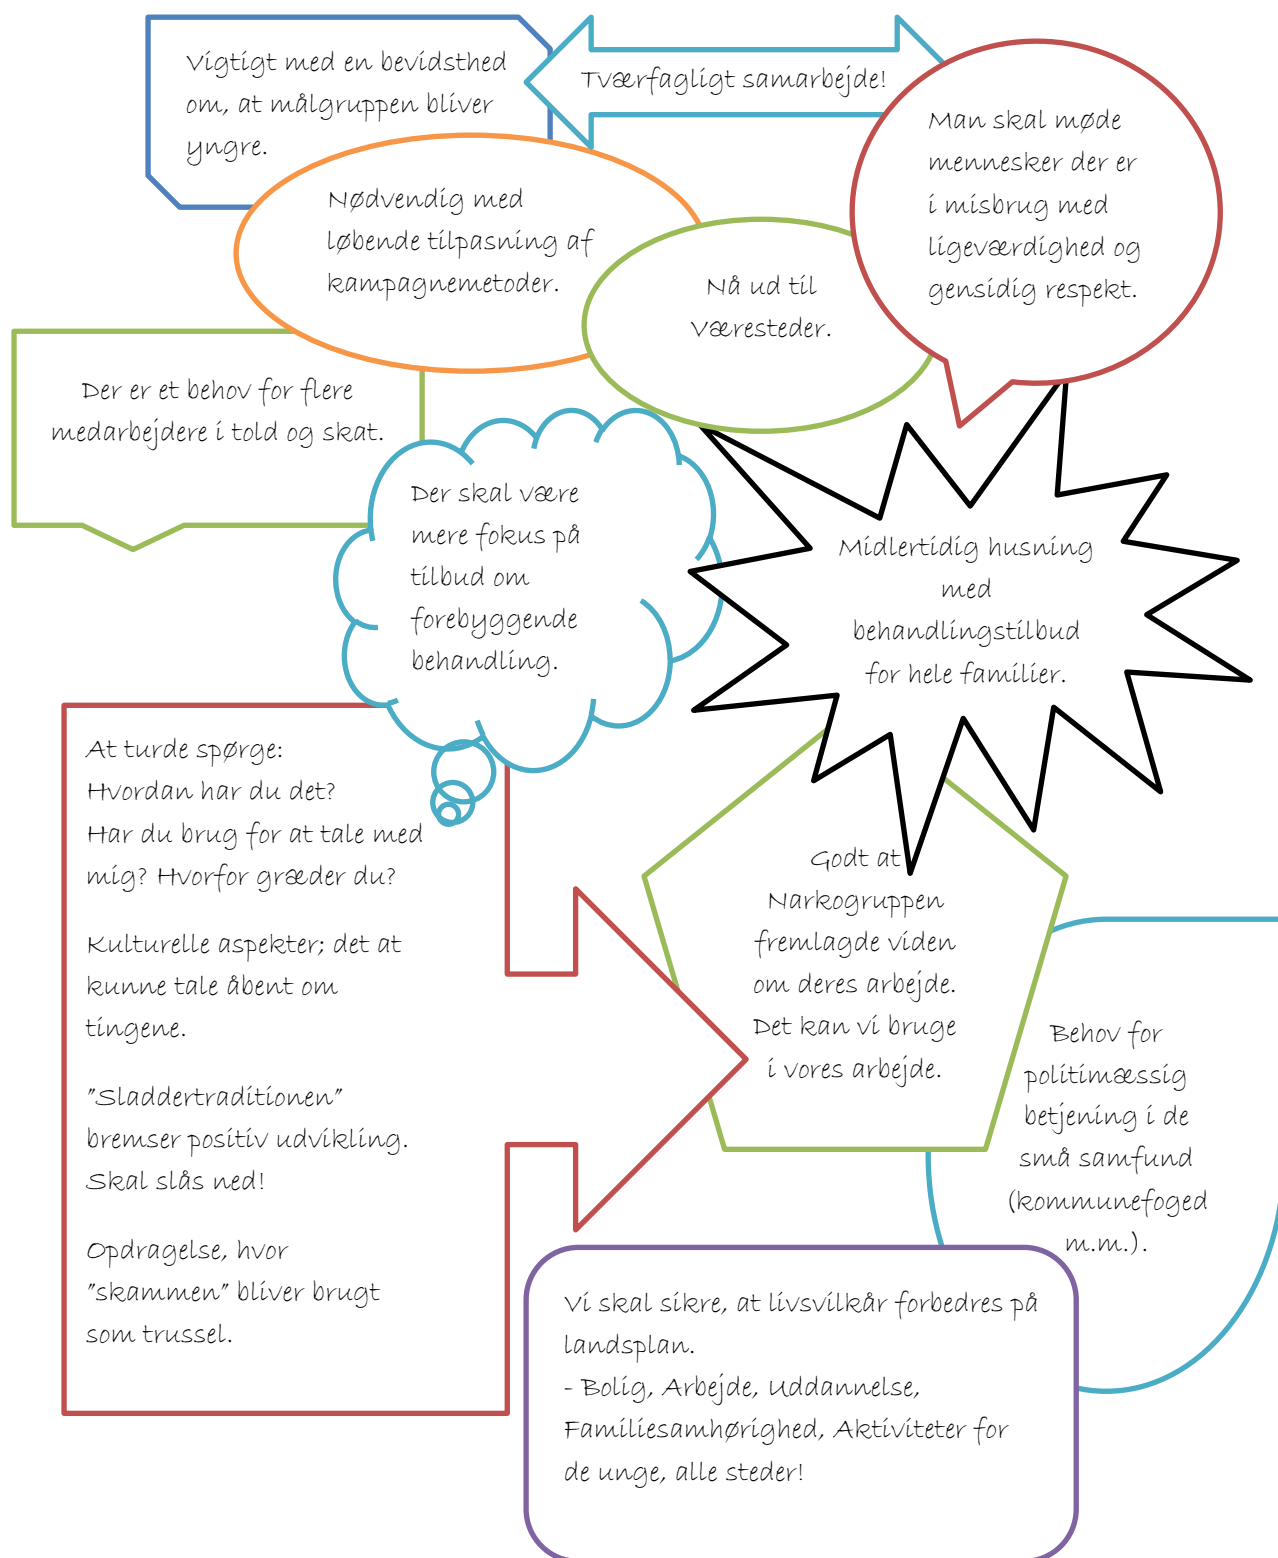 Vigtigt med en bevidsthed
om, at målgruppen bliver
yngre.
Tværfagligt samarbejde!
Man skal møde
mennesker der er
i misbrug med
ligeværdighed og
gensidig respekt.
Nødvendig med
løbende tilpasning af
kampagnemetoder.
Nå ud til
Væresteder.
Der er et behov for flere
medarbejdere i told og skat.
Der skal være
mere fokus på
tilbud om
forebyggende
behandling.
Midlertidig husning
med
behandlingstilbud
for hele familier.
At turde spørge:
Hvordan har du det?
Har du brug for at tale med
mig? Hvorfor græder du?
Kulturelle aspekter; det at
kunne tale åbent om
tingene.
"Sladdertraditionen"
bremser positiv udvikling.
Skal slås ned!
Opdragelse, hvor
"skammen" bliver brugt
som trussel.
Godt at
Narkogruppen
fremlagde viden
om deres arbejde.
Det kan vi bruge
i vores arbejde.
Behov for
politimæssig
betjening i de
små samfund
(kommunefoged
m.m.).
Vi skal sikre, at livsvilkår forbedres på
landsplan.
- Bolig, Arbejde, Uddannelse,
Familiesamhørighed, Aktiviteter for
de unge, alle steder!